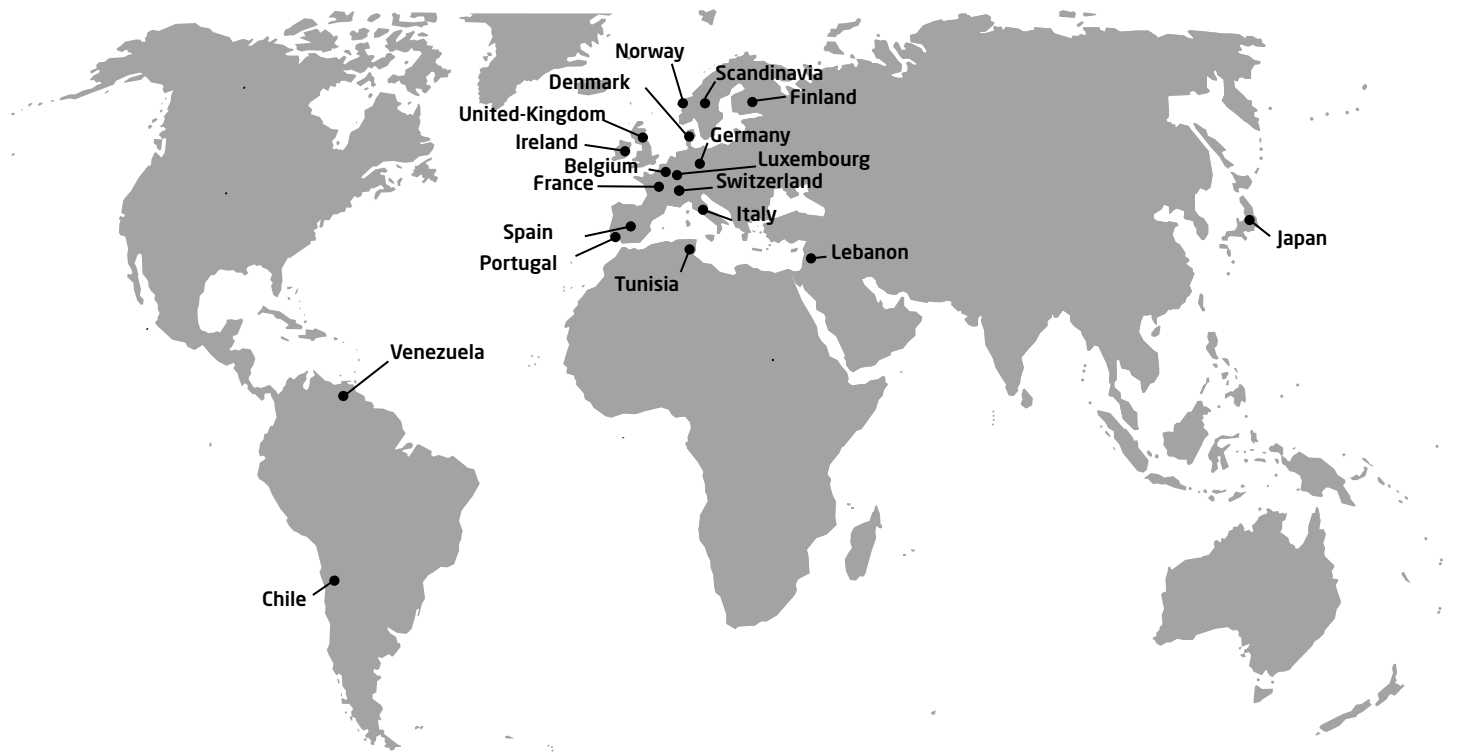 Norway
Scandinavia
Denmark
Finland
United-Kingdom
Germany
Ireland
Luxembourg
Belgium
France
Switzerland
Italy
Spain
Japan
Lebanon
Portugal
Tunisia
Venezuela
Chile